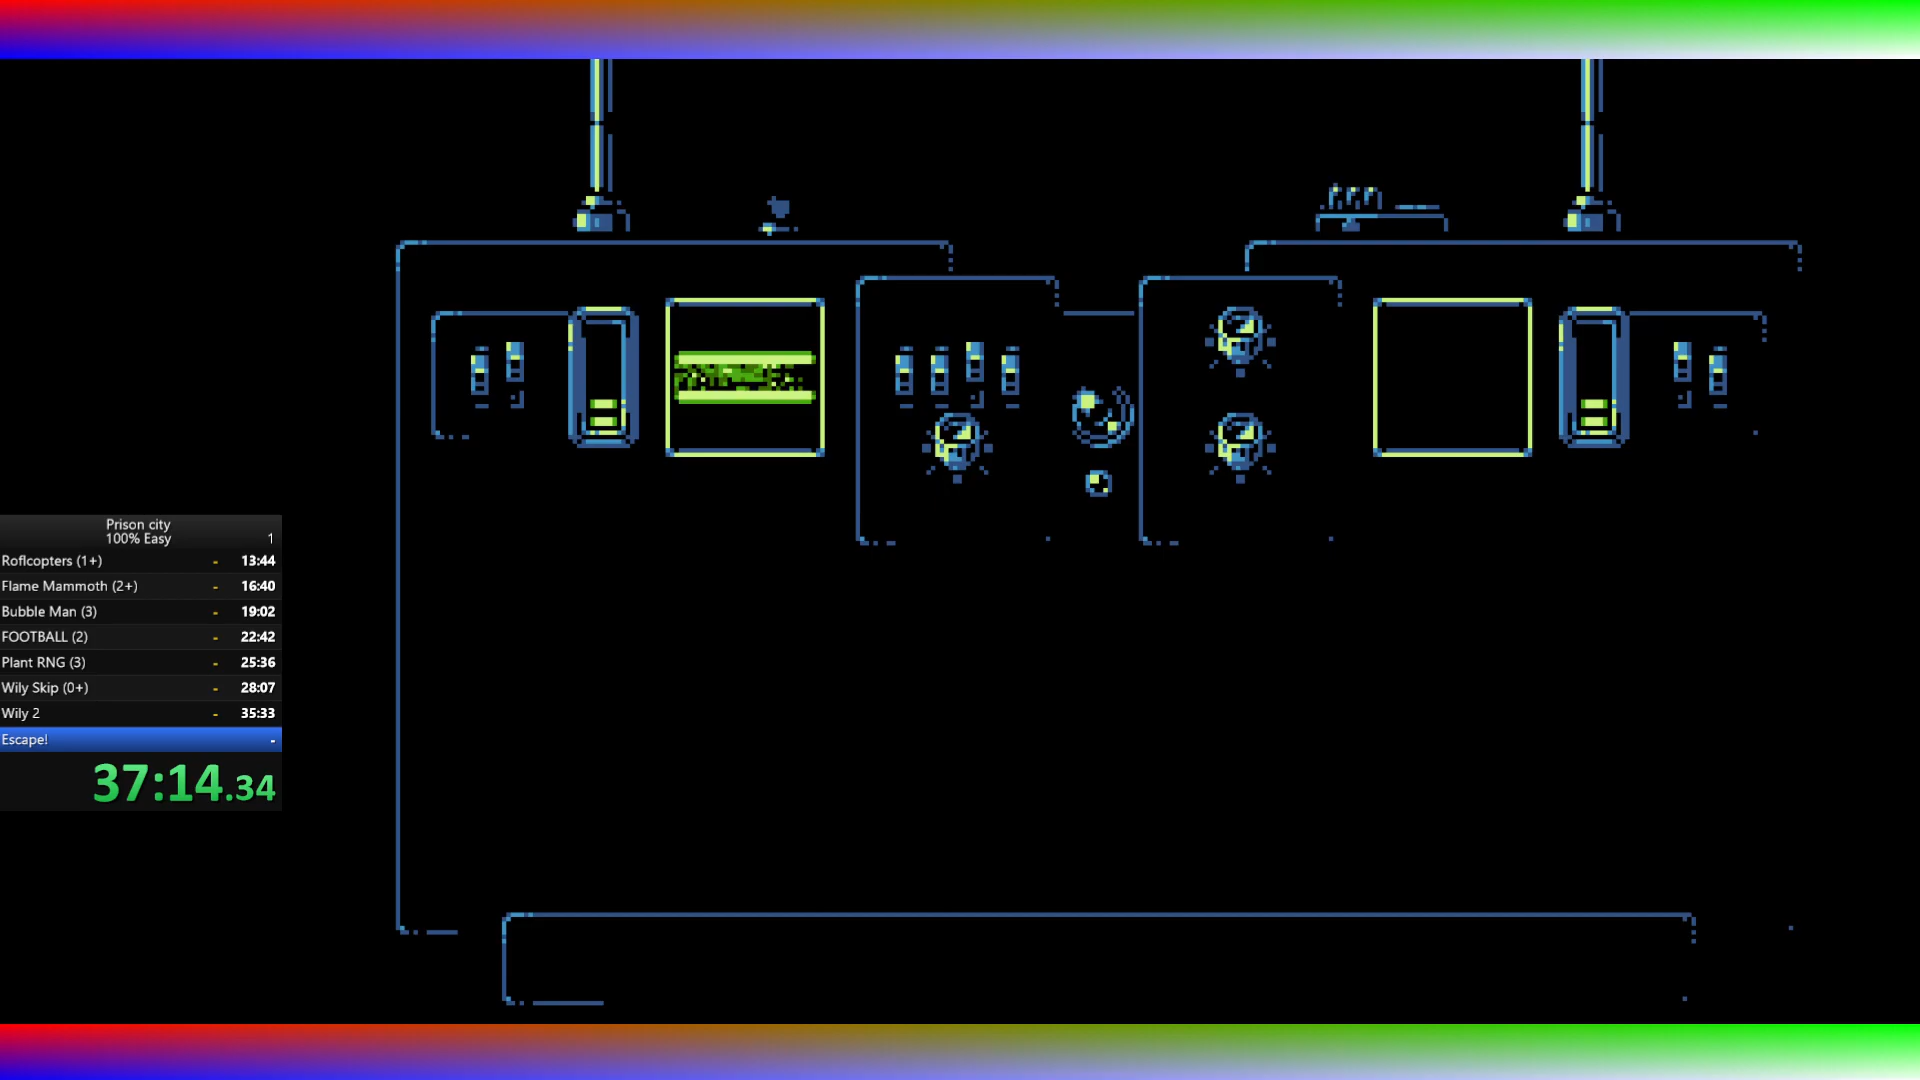 Prison city
100% Easy 1
Roflcopters (1+) - 13:44
Flame Mammoth (2+) - 16:40
Bubble Man (3) - 19:02
FOOTBALL (2) - 22:42
Plant RNG (3) - 25:36
Wily Skip (0+) - 28:07
Wily 2 - 35:33
Escape! -
37:14.34